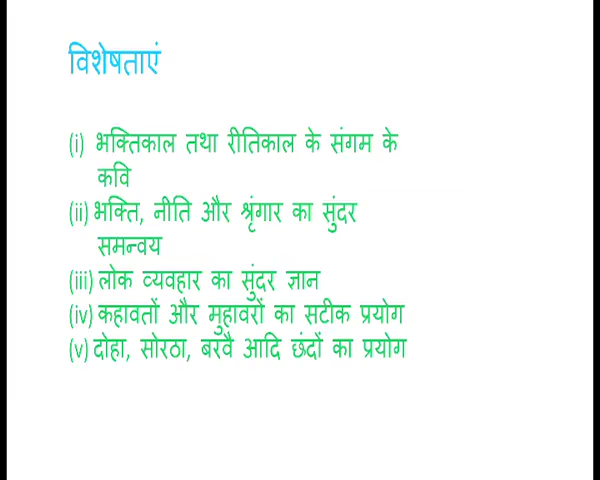 विशेषताएं
(i) भक्तिकाल तथा रीतिकाल के संगम के
कवि
(ii) भक्ति, नीति और श्रृंगार का सुंदर
समन्वय
(iii) लोक व्यवहार का सुंदर ज्ञान
(iv) कहावतों और मुहावरों का सटीक प्रयोग
(v) दोहा, सोरठा, बरवै आदि छंदों का प्रयोग